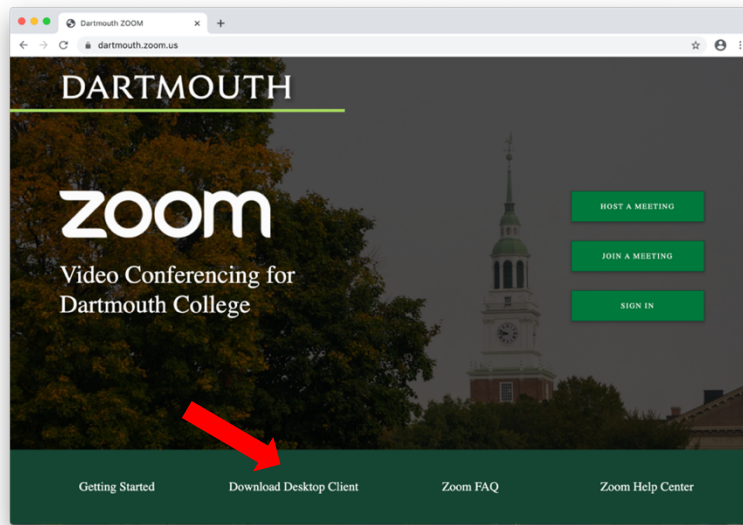 Dartmouth ZOOM
dartmouth.zoom.us
DARTMOUTH
zoom
Video Conferencing for
Dartmouth College
HOST A MEETING
JOIN A MEETING
SIGN IN
Getting Started
Download Desktop Client
Zoom FAQ
Zoom Help Center